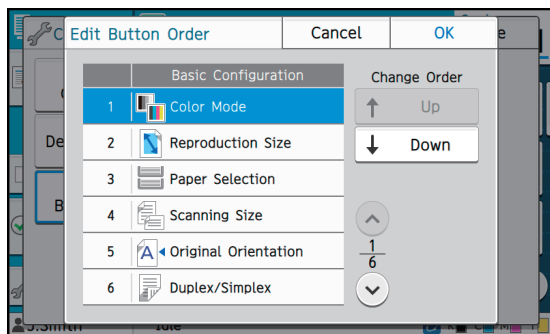 Edit Button Order
Cancel
OK
Basic Configuration
Change Order
1 Color Mode
Up
2 Reproduction Size
Down
3 Paper Selection
4 Scanning Size
5 A Original Orientation
1
6
6 Duplex/Simplex
C
e
De
B
J.Smith
Idle
K C M